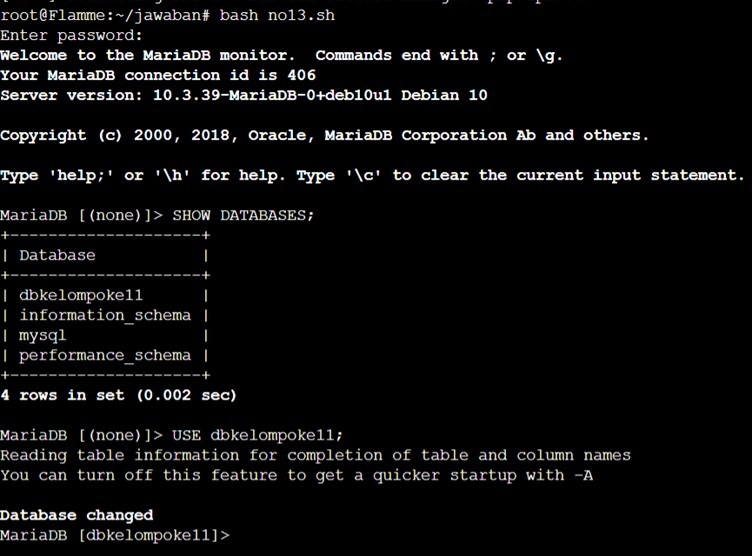 root@Flamme:~/jawaban# bash no13.sh
Enter password:
Welcome to the MariaDB monitor.  Commands end with ; or \g.
Your MariaDB connection id is 406
Server version: 10.3.39-MariaDB-0+deb10u1 Debian 10

Copyright (c) 2000, 2018, Oracle, MariaDB Corporation Ab and others.

Type 'help;' or '\h' for help. Type '\c' to clear the current input statement.

MariaDB [(none)]> SHOW DATABASES;
+--------------------+
| Database           |
+--------------------+
| dbkelompoke11      |
| information_schema |
| mysql              |
| performance_schema |
+--------------------+
4 rows in set (0.002 sec)

MariaDB [(none)]> USE dbkelompoke11;
Reading table information for completion of table and column names
You can turn off this feature to get a quicker startup with -A

Database changed
MariaDB [dbkelompoke11]>